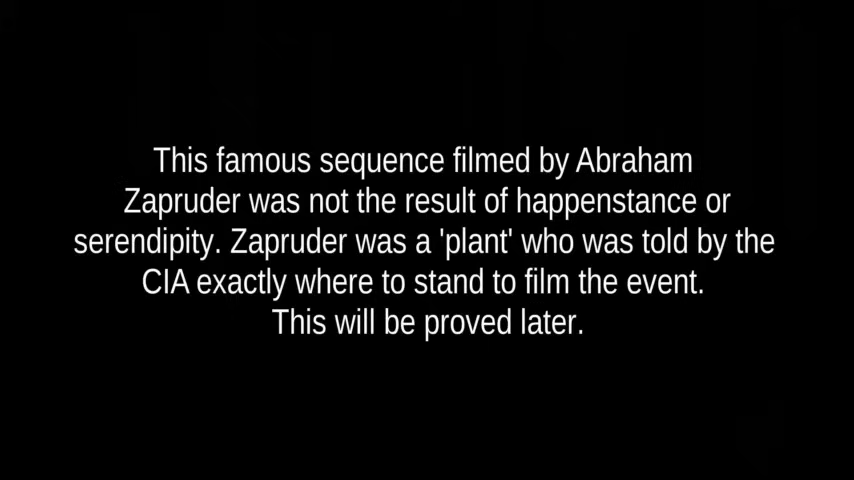 This famous sequence filmed by Abraham
Zapruder was not the result of happenstance or
serendipity. Zapruder was a 'plant' who was told by the
CIA exactly where to stand to film the event.
This will be proved later.